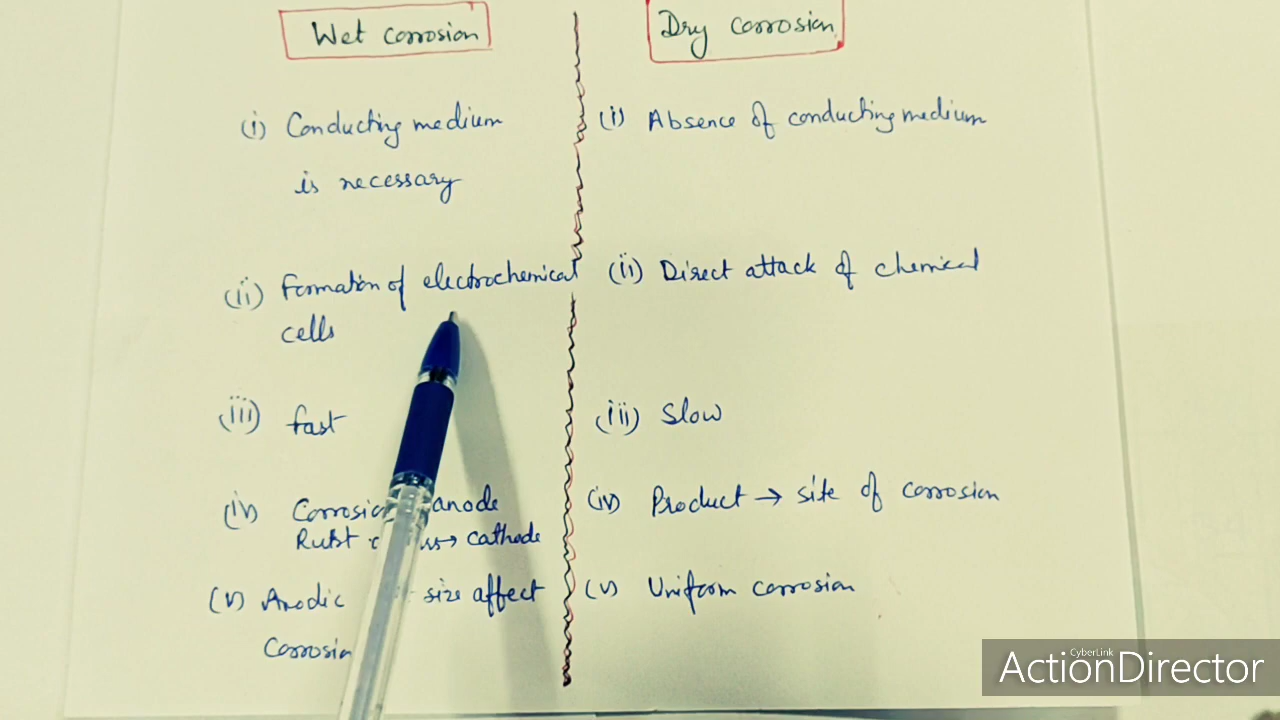 Wet corrosion
(i) Conducting medium
is necessary
(ii) Formation of electrochemical
cells
(iii) fast
(iv) anode
Rust → cathode
(v) Anodic size affect
Dry corrosion
(i) Absence of conducting medium
(ii) Direct attack of chemical
(iii) Slow
(iv) Product → site of corrosion
(v) Uniform corrosion
CyberLink
ActionDirector